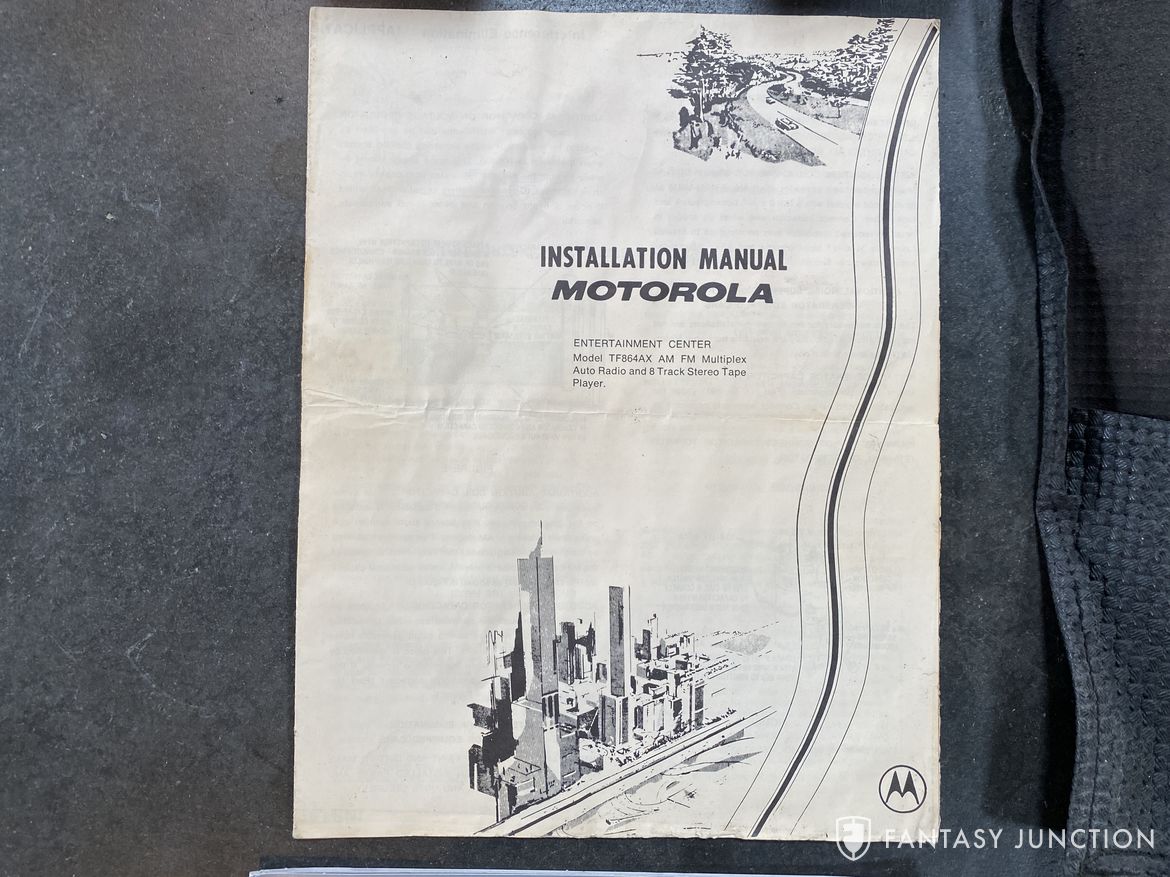 INSTALLATION MANUAL
MOTOROLA
ENTERTAINMENT CENTER
Model TF864AX AM FM Multiplex
Auto Radio and 8 Track Stereo Tape
Player.
FANTASY JUNCTION